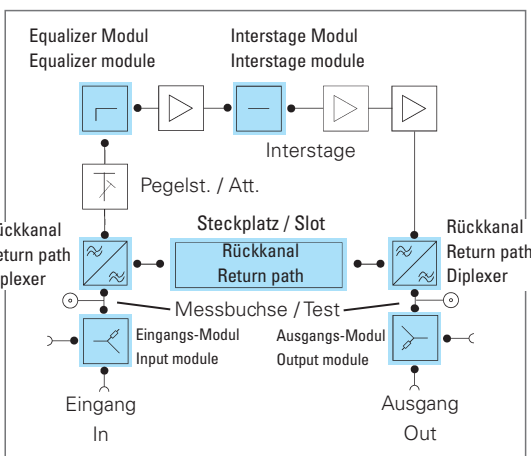 Equalizer Modul
Equalizer module
Interstage Modul
Interstage module
Interstage
Pegelst. / Att.
Steckplatz / Slot
Rückkanal
Return path
Diplexer
Rückkanal
Return path
Rückkanal
Return path
Diplexer
Messbuchse / Test
Eingangs-Modul
Input module
Ausgangs-Modul
Output module
Eingang
In
Ausgang
Out